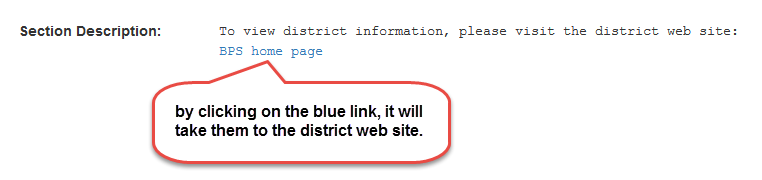 Section Description: To view district information, please visit the district web site:
BPS home page
by clicking on the blue link, it will
take them to the district web site.